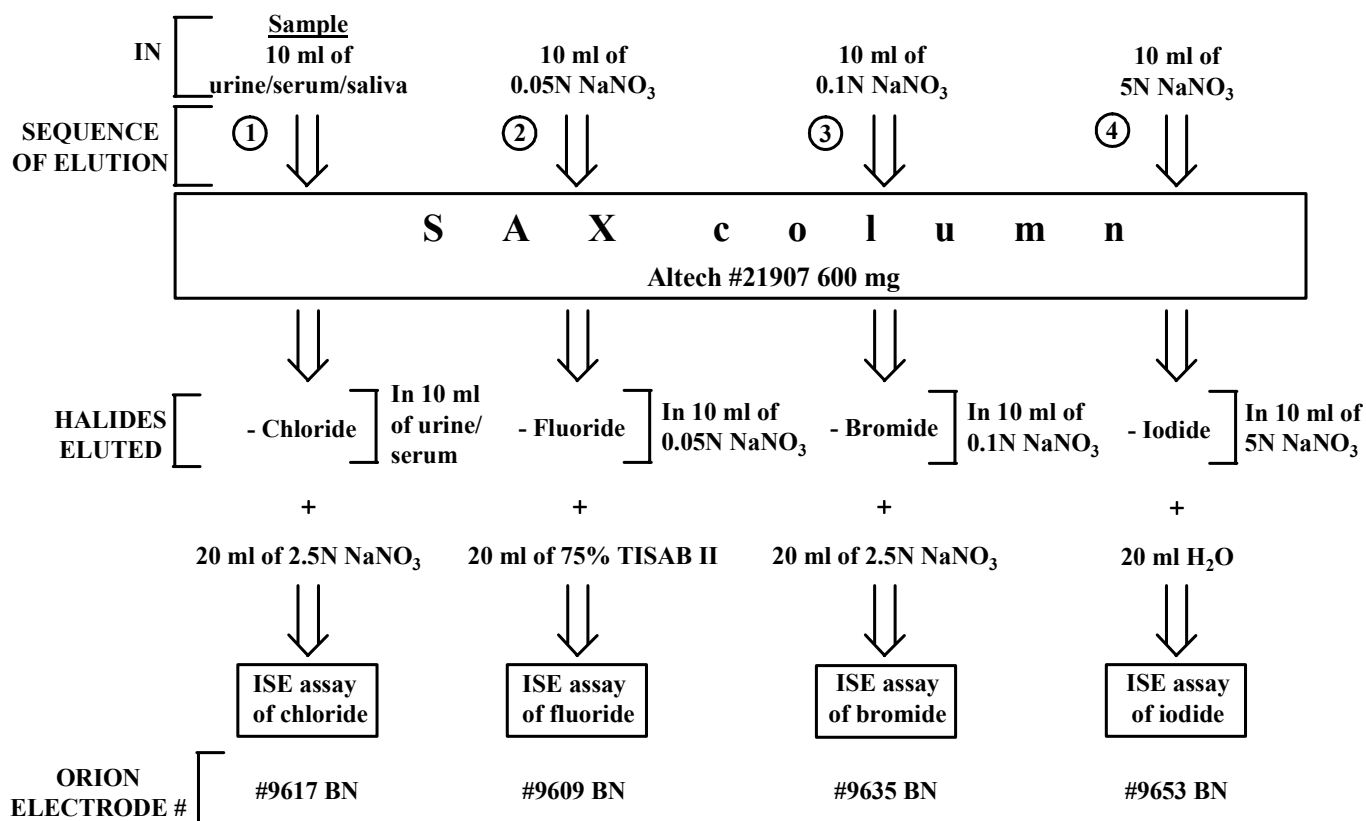 IN
Sample
10 ml of
urine/serum/saliva
10 ml of
0.05N NaNO₃
10 ml of
0.1N NaNO₃
10 ml of
5N NaNO₃
SEQUENCE
OF ELUTION
1
2
3
4
S A X c o l u m n
Altech #21907 600 mg
HALIDES
ELUTED
- Chloride
In 10 ml
of urine/
serum
- Fluoride
In 10 ml of
0.05N NaNO₃
- Bromide
In 10 ml of
0.1N NaNO₃
- Iodide
In 10 ml of
5N NaNO₃
+ + + +
20 ml of 2.5N NaNO₃
20 ml of 75% TISAB II
20 ml of 2.5N NaNO₃
20 ml H₂O
ISE assay
of chloride
ISE assay
of fluoride
ISE assay
of bromide
ISE assay
of iodide
ORION
ELECTRODE #
#9617 BN
#9609 BN
#9635 BN
#9653 BN